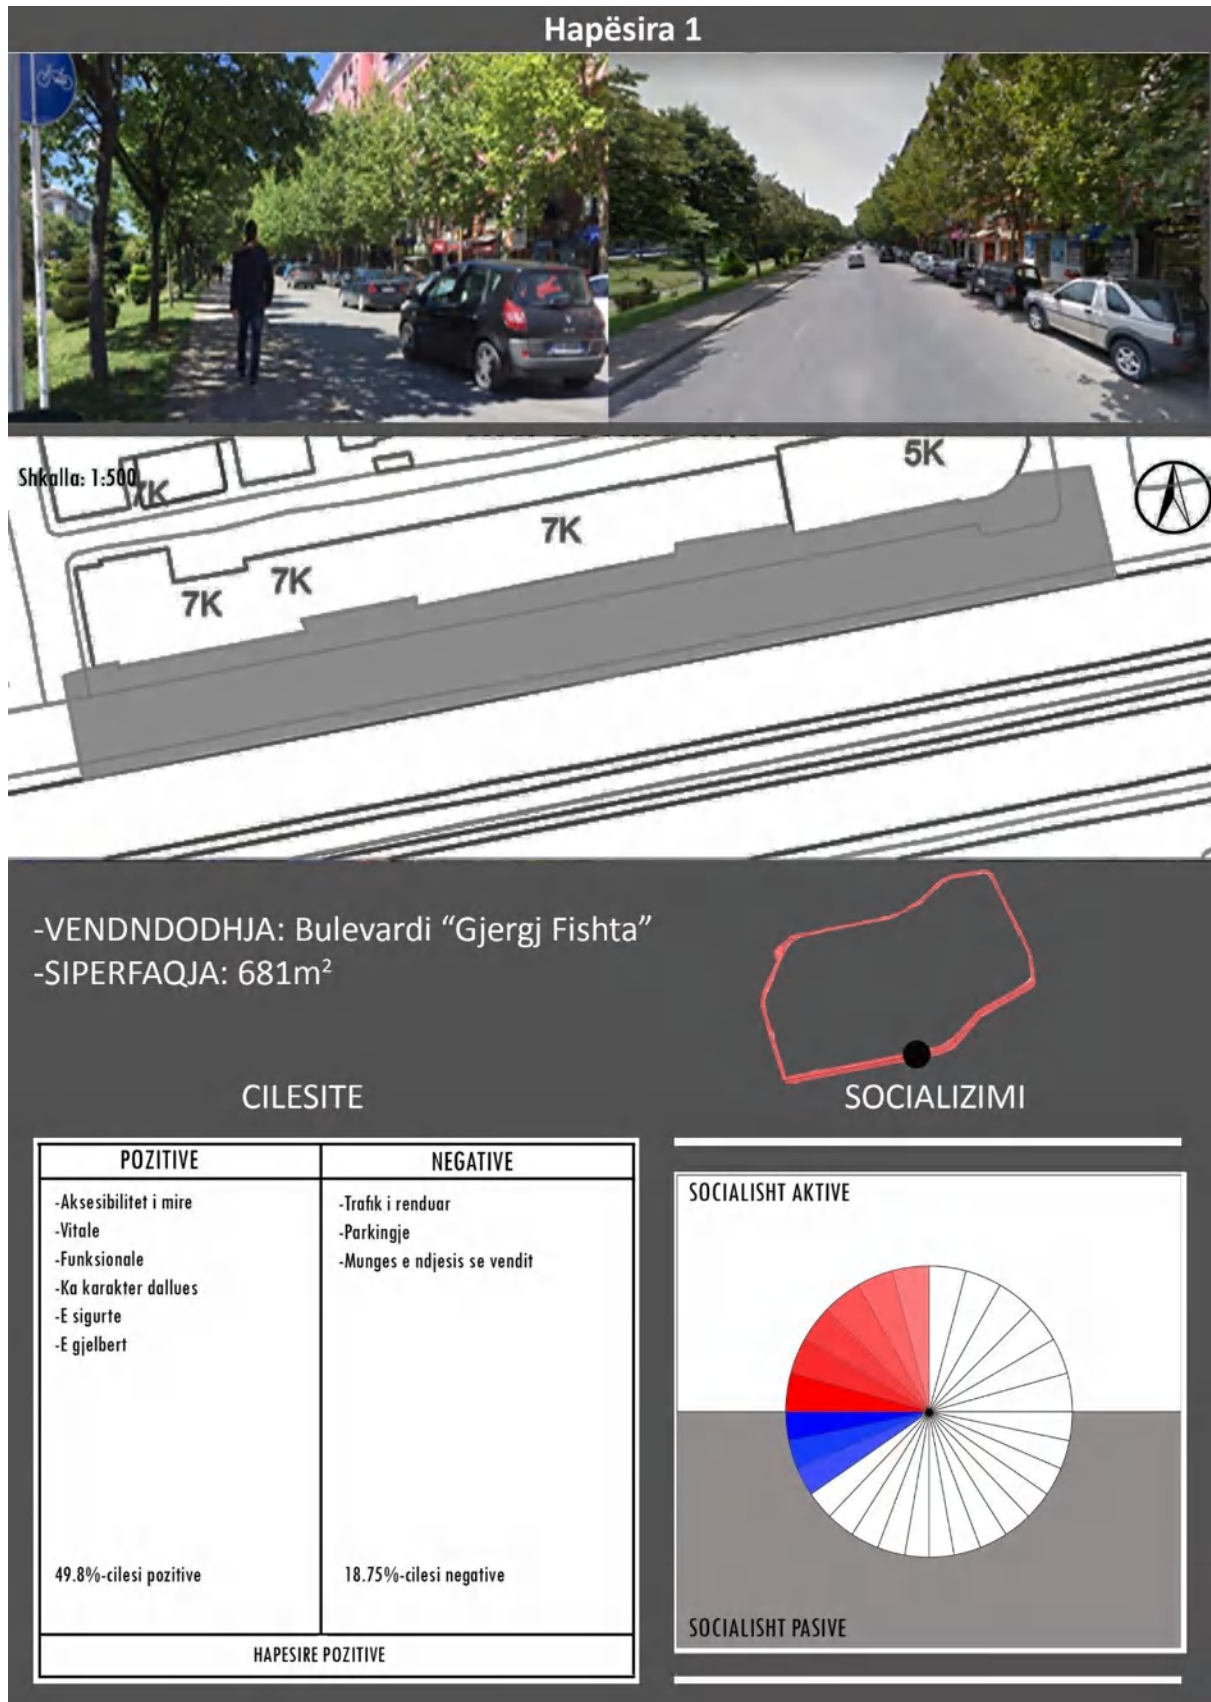 Hapësira 1
Shkalla: 1:500
7K
5K
7K
7K
7K
-VENDNDODHJA: Bulevardi “Gjergj Fishta”
-SIPERFAQJA: 681m²
CILESITE
SOCIALIZIMI
POZITIVE
NEGATIVE
-Aksesibilitet i mire
-Vitale
-Funksionale
-Ka karakter dallues
-E sigurte
-E gjelbert
-Trafik i renduar
-Parkingje
-Munges e ndjesis se vendit
49.8%-cilesi pozitive
18.75%-cilesi negative
HAPESIRE POZITIVE
SOCIALISHT AKTIVE
SOCIALISHT PASIVE